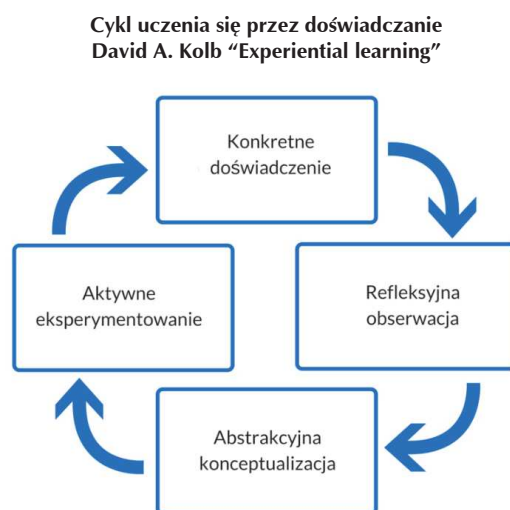 Cykl uczenia się przez doświadczanie
David A. Kolb “Experiential learning”
Konkretne
doświadczenie
Refleksyjna
obserwacja
Abstrakcyjna
konceptualizacja
Aktywne
eksperymentowanie